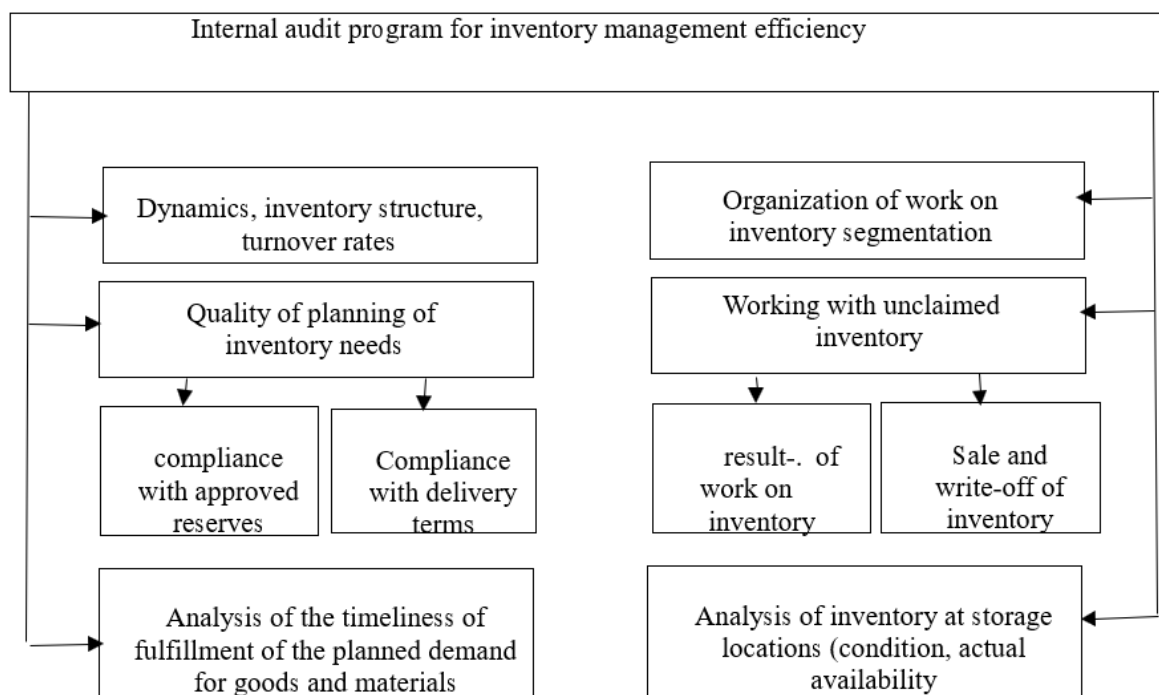 Internal audit program for inventory management efficiency
Dynamics, inventory structure,
turnover rates
Organization of work on
inventory segmentation
Quality of planning of
inventory needs
Working with unclaimed
inventory
compliance
with approved
reserves
Compliance
with delivery
terms
result-. of
work on
inventory
Sale and
write-off of
inventory
Analysis of the timeliness of
fulfillment of the planned demand
for goods and materials
Analysis of inventory at storage
locations (condition, actual
availability